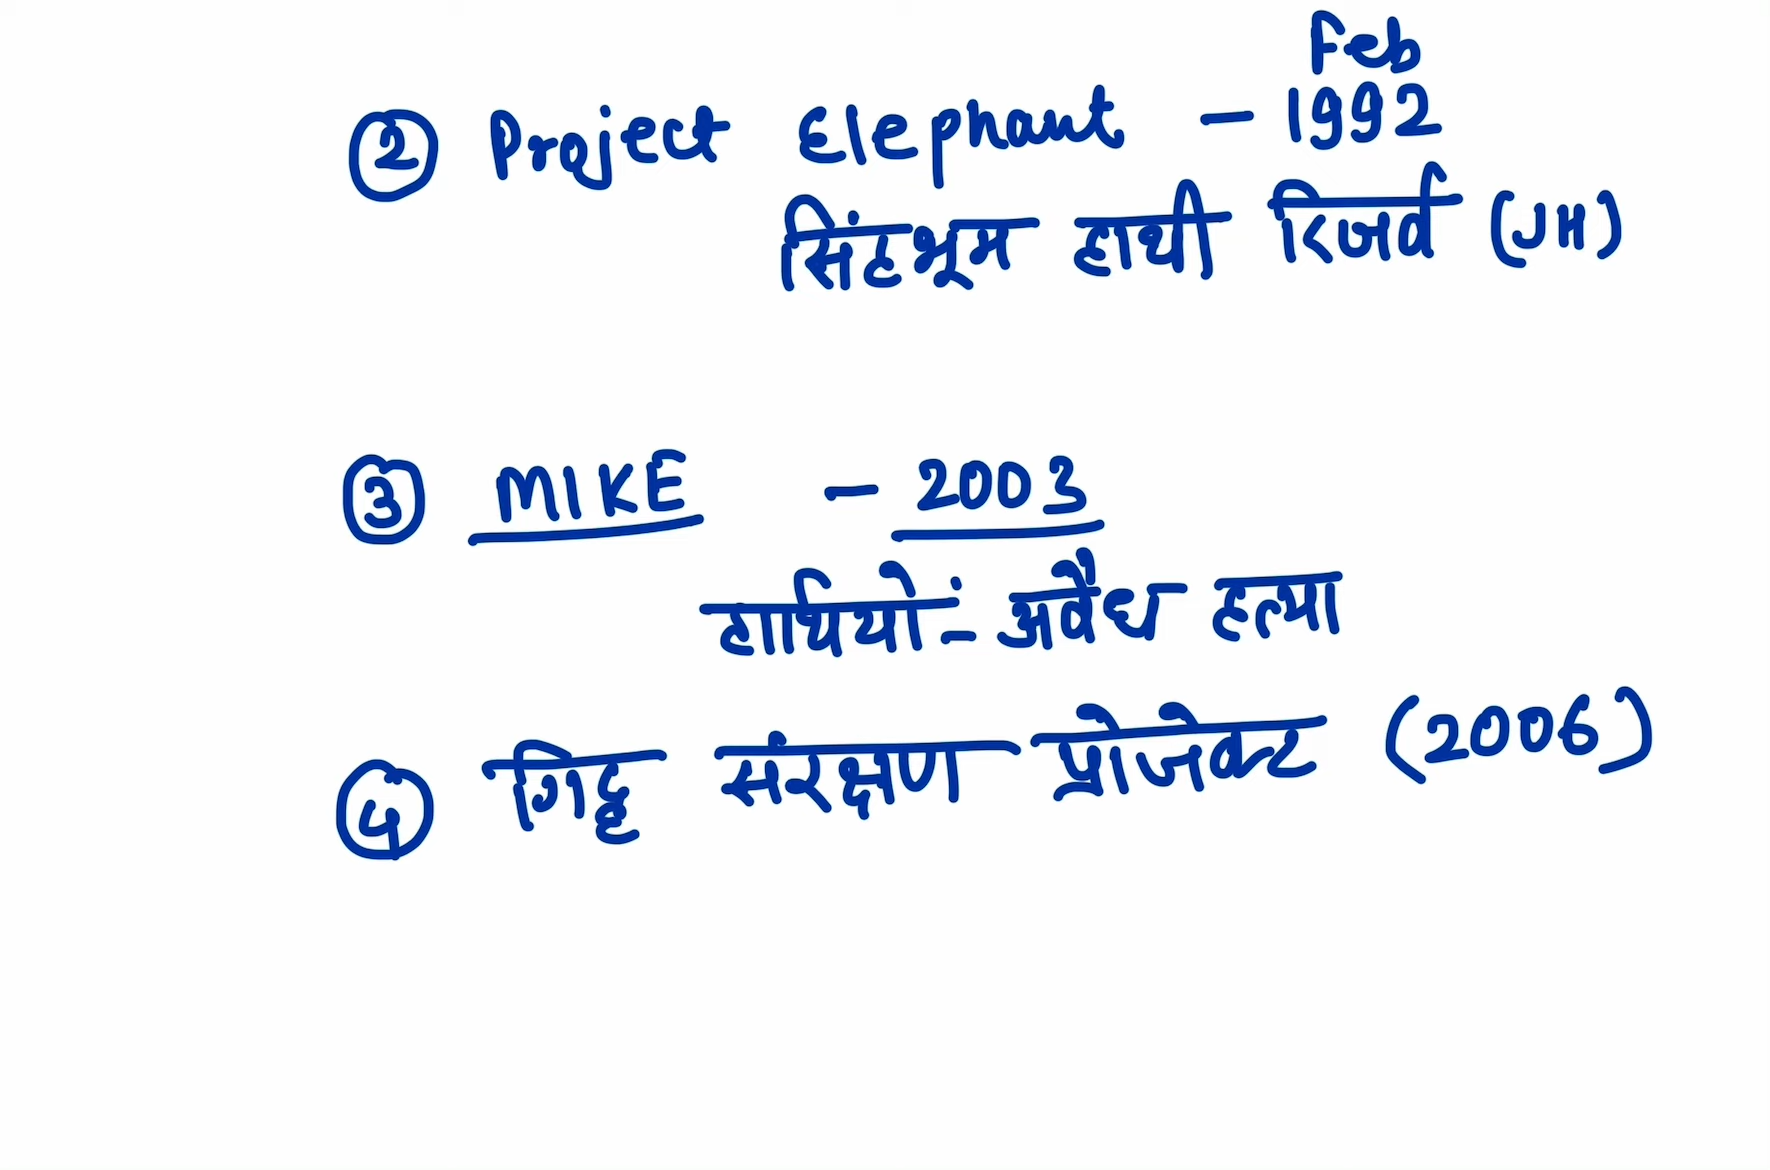 Feb
② Project Elephant - 1992
सिंहभूम हाथी रिजर्व (JH)
③ MIKE - 2003
हाथियों - अवैध हत्या
④ गिद्ध संरक्षण प्रोजेक्ट (2006)